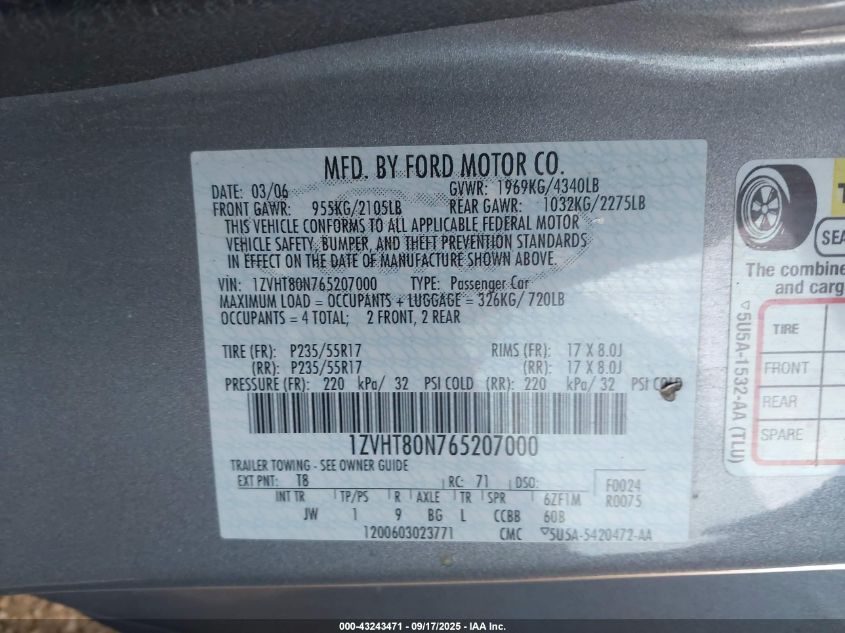 MFD. BY FORD MOTOR CO.
DATE: 03/06 GVWR: 1969KG/4340LB
FRONT GAWR: 955KG/2105LB REAR GAWR: 1032KG/2275LB
THIS VEHICLE CONFORMS TO ALL APPLICABLE FEDERAL MOTOR
VEHICLE SAFETY, BUMPER, AND THEFT PREVENTION STANDARDS
IN EFFECT ON THE DATE OF MANUFACTURE SHOWN ABOVE.
VIN: 1ZVHT80N765207000 TYPE: Passenger Car
MAXIMUM LOAD = OCCUPANTS + LUGGAGE = 326KG/ 720LB
OCCUPANTS = 4 TOTAL; 2 FRONT, 2 REAR
TIRE (FR): P235/55R17 RIMS (FR): 17 X 8.0J
(RR): P235/55R17 (RR): 17 X 8.0J
PRESSURE (FR): 220 kPa/ 32 PSI COLD (RR): 220 kPa/ 32 PSI COLD
1ZVHT80N765207000
TRAILER TOWING - SEE OWNER GUIDE
EXT PNT: T8 RC: 71 DSO: F0024
INT TR TP/PS R AXLE TR SPR 6ZF1M R0075
JW 1 9 BG L CCBB 60B
1200603023771 CMC 5U5A-5420472-AA
SEA
The combine
and carg
TIRE
FRONT
REAR
SPARE
5U5A-1532-AA (TLU)
000-43243471 - 09/17/2025 - IAA Inc.